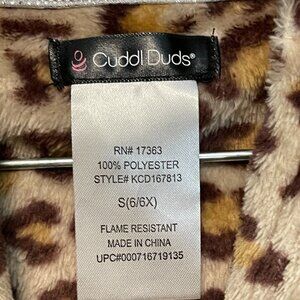 Cuddl Duds®
RN# 17363
100% POLYESTER
STYLE# KCD167813
S(6/6X)
FLAME RESISTANT
MADE IN CHINA
UPC#000716719135